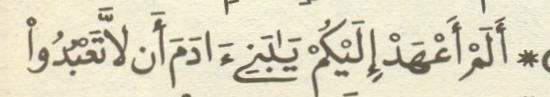 * أَلَمْ أَعْهَدْ إِلَيْكُمْ يَـٰبَنِىٓ ءَادَمَ أَن لَّا تَعْبُدُوا۟